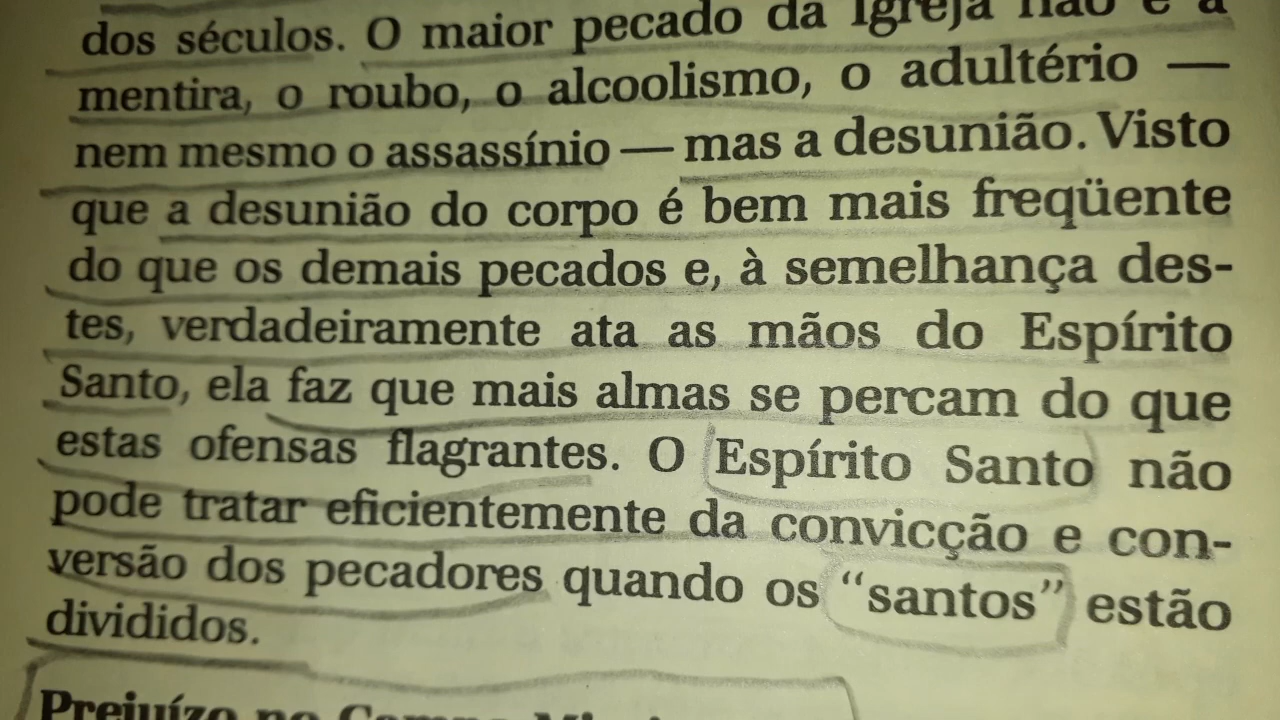 dos séculos. O maior pecado da Igreja não é a
mentira, o roubo, o alcoolismo, o adultério —
nem mesmo o assassínio — mas a desunião. Visto
que a desunião do corpo é bem mais freqüente
do que os demais pecados e, à semelhança des-
tes, verdadeiramente ata as mãos do Espírito
Santo, ela faz que mais almas se percam do que
estas ofensas flagrantes. O Espírito Santo não
pode tratar eficientemente da convicção e con-
versão dos pecadores quando os “santos” estão
divididos.
Prejuízo no Campo